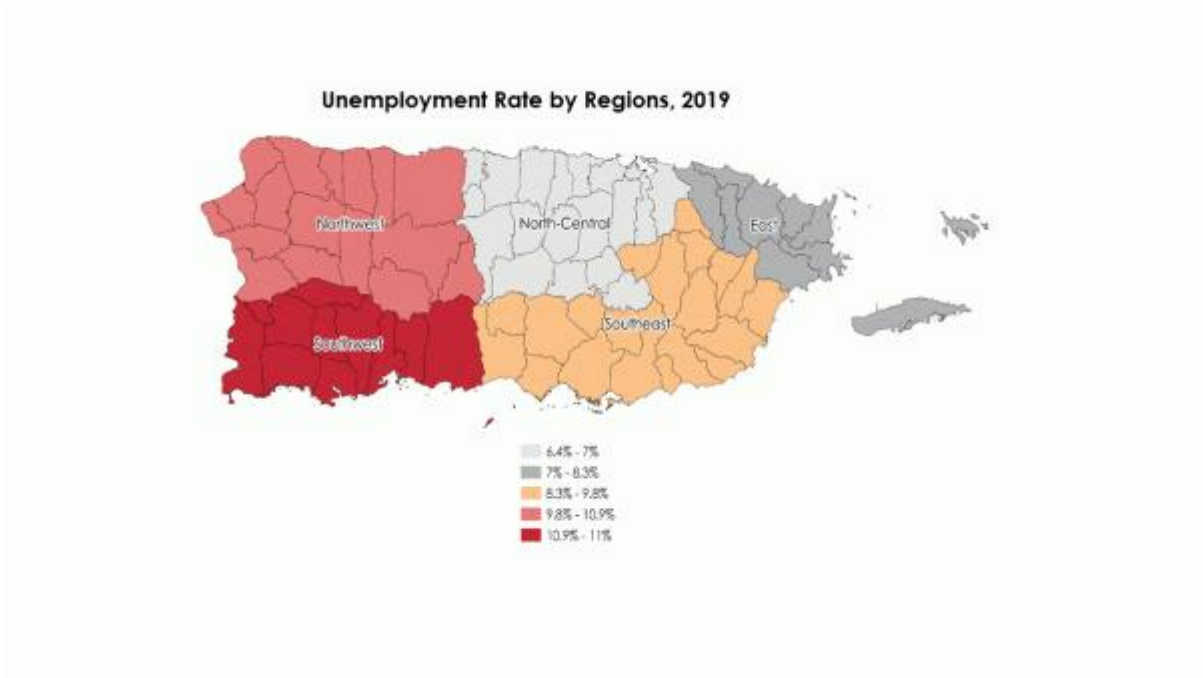 Unemployment Rate by Regions, 2019
Northwest
North-Central
East
Southeast
Southwest
6.4% - 7%
7% - 8.3%
8.3% - 9.8%
9.8% - 10.9%
10.9% - 11%